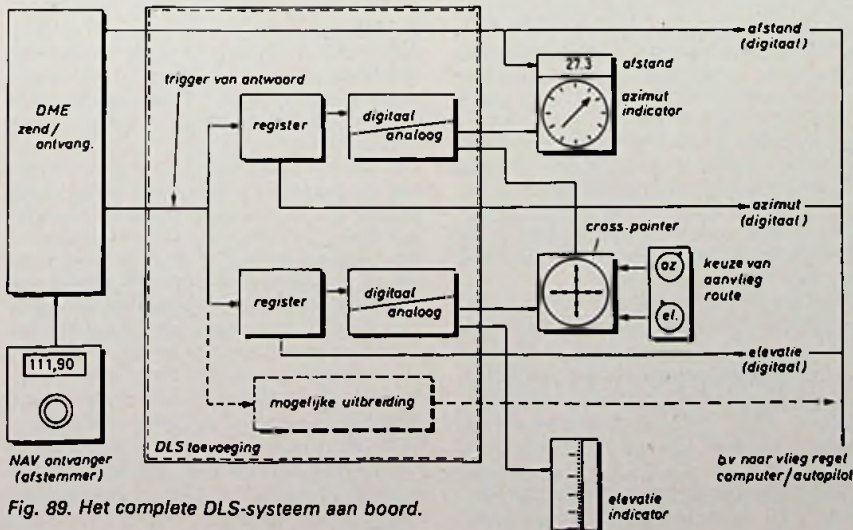 afstand
(digitaal)
DME
zend /
ontvang.
trigger van antwoord
27.3
afstand
azimut
indicator
register
digitaal
analoog
azimut
(digitaal)
cross-pointer
az
el.
keuze van
aanvlieg
route
register
digitaal
analoog
elevatie
(digitaal)
111,90
NAV ontvanger
(afstemmer)
mogelijke uitbreiding
DLS toevoeging
b.v naar vlieg regel
computer/autopilot
elevatie
indicator
Fig. 89. Het complete DLS-systeem aan boord.